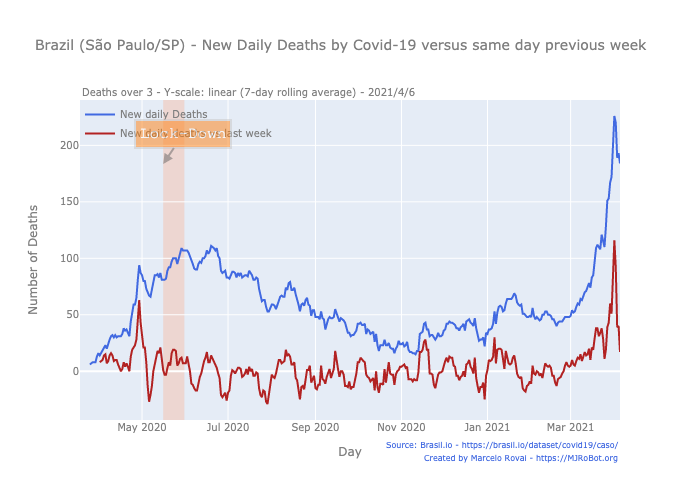 Brazil (São Paulo/SP) - New Daily Deaths by Covid-19 versus same day previous week
Deaths over 3 - Y-scale: linear (7-day rolling average) - 2021/4/6
New daily Deaths
New daily deaths vs last week
Lock Down
Number of Deaths
200
150
100
50
0
May 2020
Jul 2020
Sep 2020
Nov 2020
Jan 2021
Mar 2021
Day
Source: Brasil.io - https://brasil.io/dataset/covid19/caso/
Created by Marcelo Rovai - https://MJRoBot.org